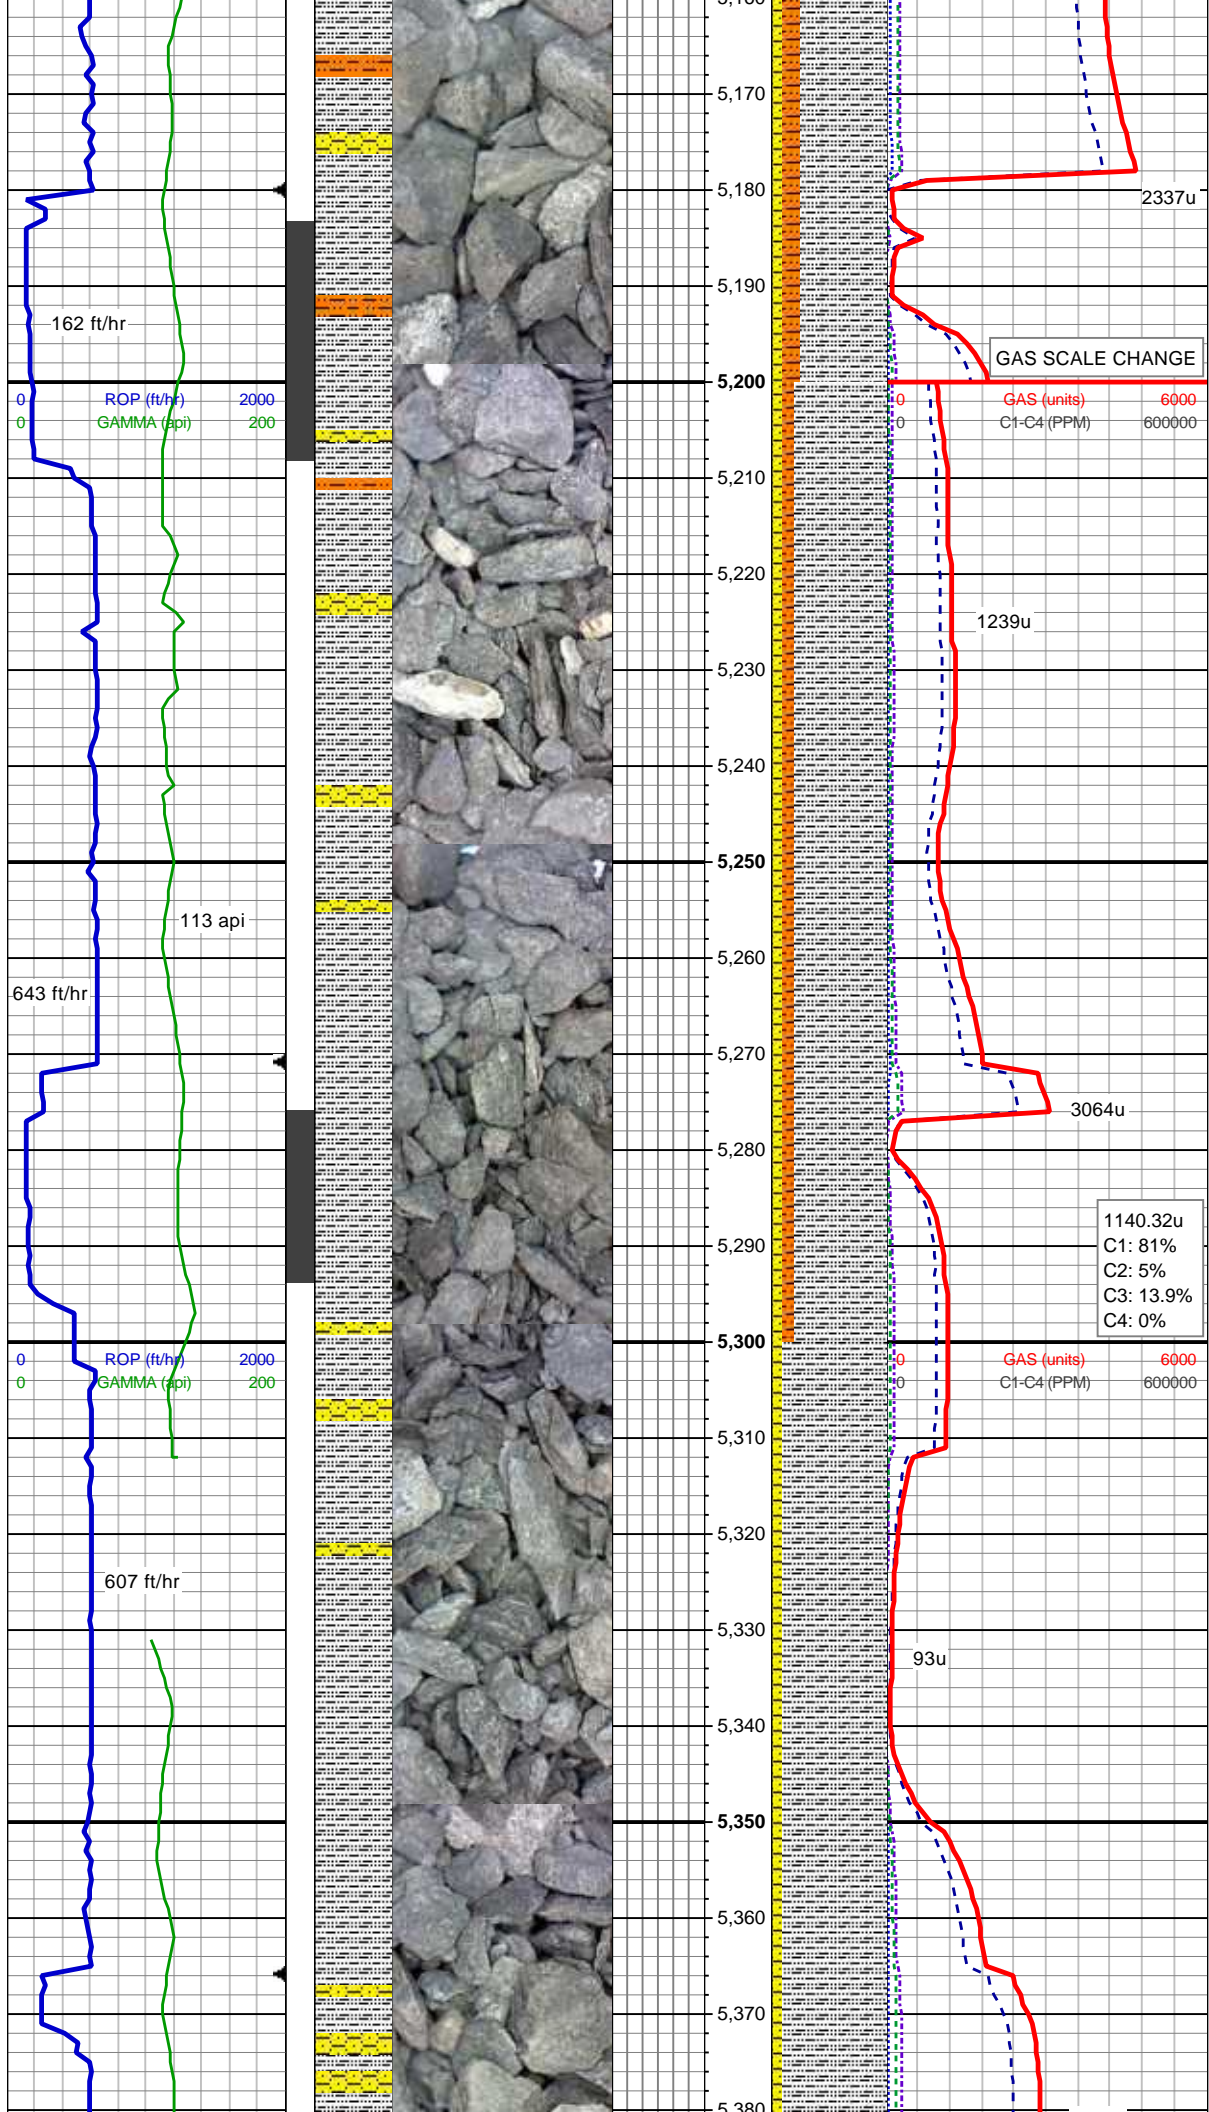 5,160
5,170
5,180
2337u
5,190
162 ft/hr
GAS SCALE CHANGE
5,200
0 ROP (ft/hr) 2000
0 GAS (units) 6000
0 GAMMA (api) 200
0 C1-C4 (PPM) 600000
5,210
5,220
1239u
5,230
5,240
5,250
113 api
5,260
643 ft/hr
5,270
3064u
5,280
1140.32u
5,290
C1: 81%
C2: 5%
C3: 13.9%
C4: 0%
5,300
0 ROP (ft/hr) 2000
0 GAS (units) 6000
0 GAMMA (api) 200
0 C1-C4 (PPM) 600000
5,310
5,320
607 ft/hr
5,330
93u
5,340
5,350
5,360
5,370
5,380